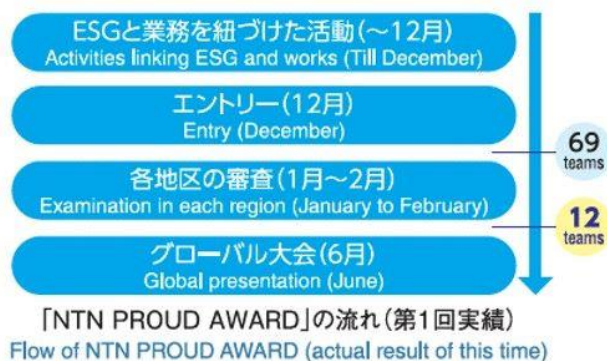 ESGと業務を紐づけた活動(～12月)
Activities linking ESG and works (Till December)
エントリー(12月)
Entry (December)
69
teams
各地区の審査(1月～2月)
Examination in each region (January to February)
12
teams
グローバル大会(6月)
Global presentation (June)
「NTN PROUD AWARD」の流れ(第1回実績)
Flow of NTN PROUD AWARD (actual result of this time)